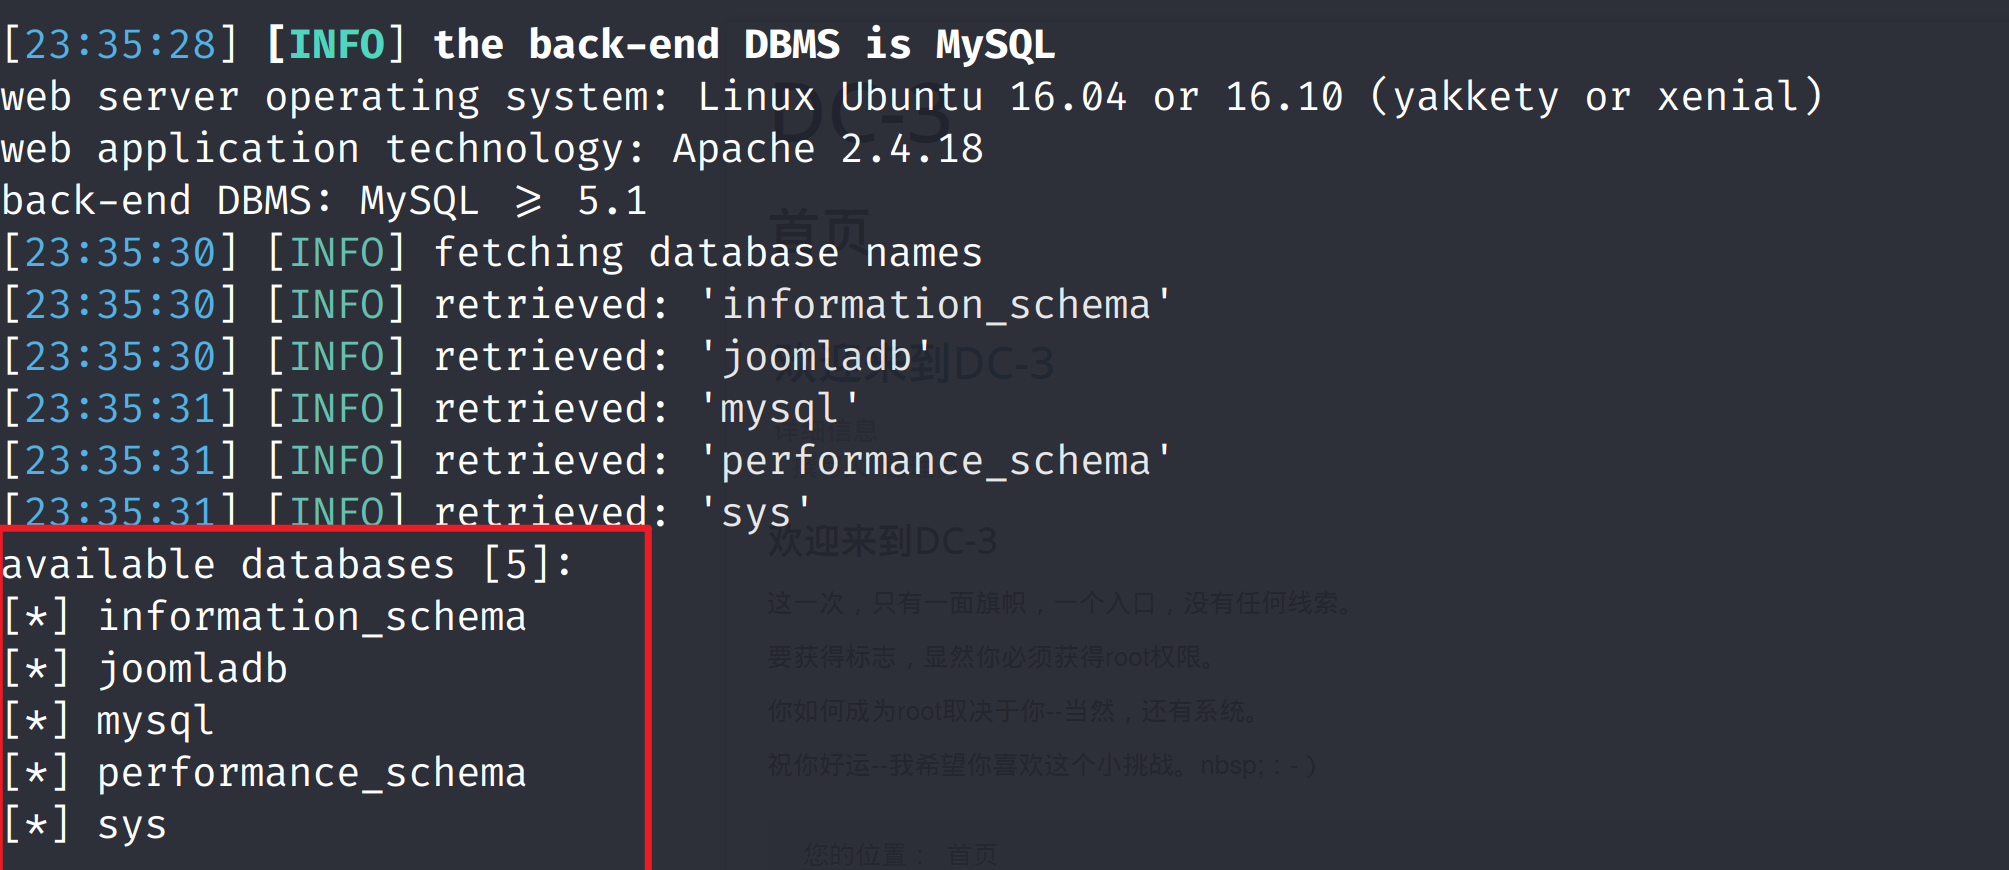 [23:35:28] [INFO] the back-end DBMS is MySQL
web server operating system: Linux Ubuntu 16.04 or 16.10 (yakkety or xenial)
DC-3
web application technology: Apache 2.4.18
back-end DBMS: MySQL ≥ 5.1
首页
[23:35:30] [INFO] fetching database names
[23:35:30] [INFO] retrieved: 'information_schema'
[23:35:30] [INFO] retrieved: 'joomladb'
欢迎来到DC-3
[23:35:31] [INFO] retrieved: 'mysql'
详细信息
[23:35:31] [INFO] retrieved: 'performance_schema'
[23:35:31] [INFO] retrieved: 'sys'
欢迎来到DC-3
available databases [5]:
[*] information_schema
[*] joomladb
[*] mysql
[*] performance_schema
[*] sys
这一次，只有一面旗帜，一个入口，没有任何线索。
要获得标志，显然你必须获得root权限。
你如何成为root取决于你--当然，还有系统。
祝你好运--我希望你喜欢这个小挑战。nbsp; : - )
您的位置： 首页